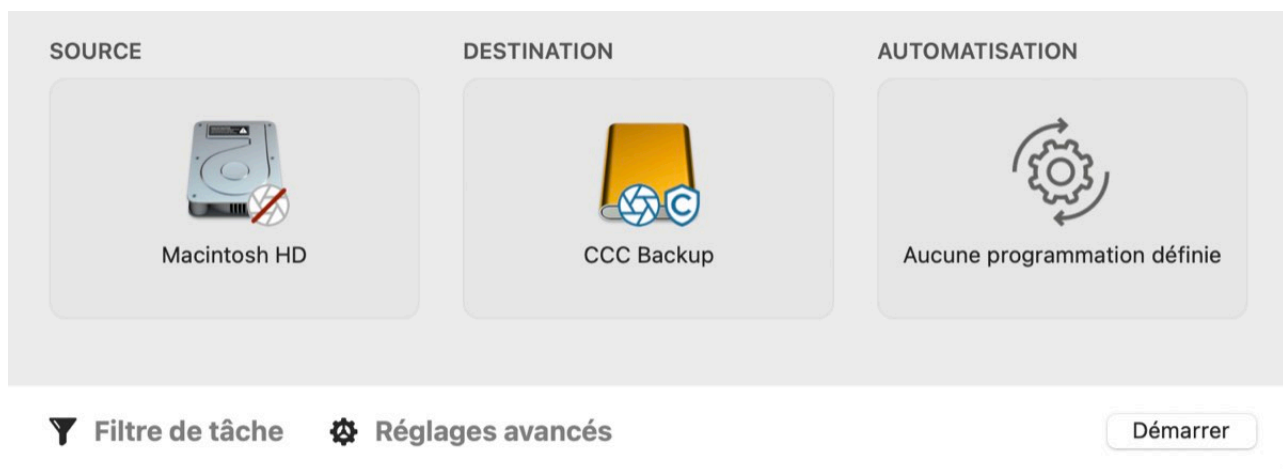 SOURCE
DESTINATION
AUTOMATISATION
Macintosh HD
CCC Backup
Aucune programmation définie
Filtre de tâche
Réglages avancés
Démarrer